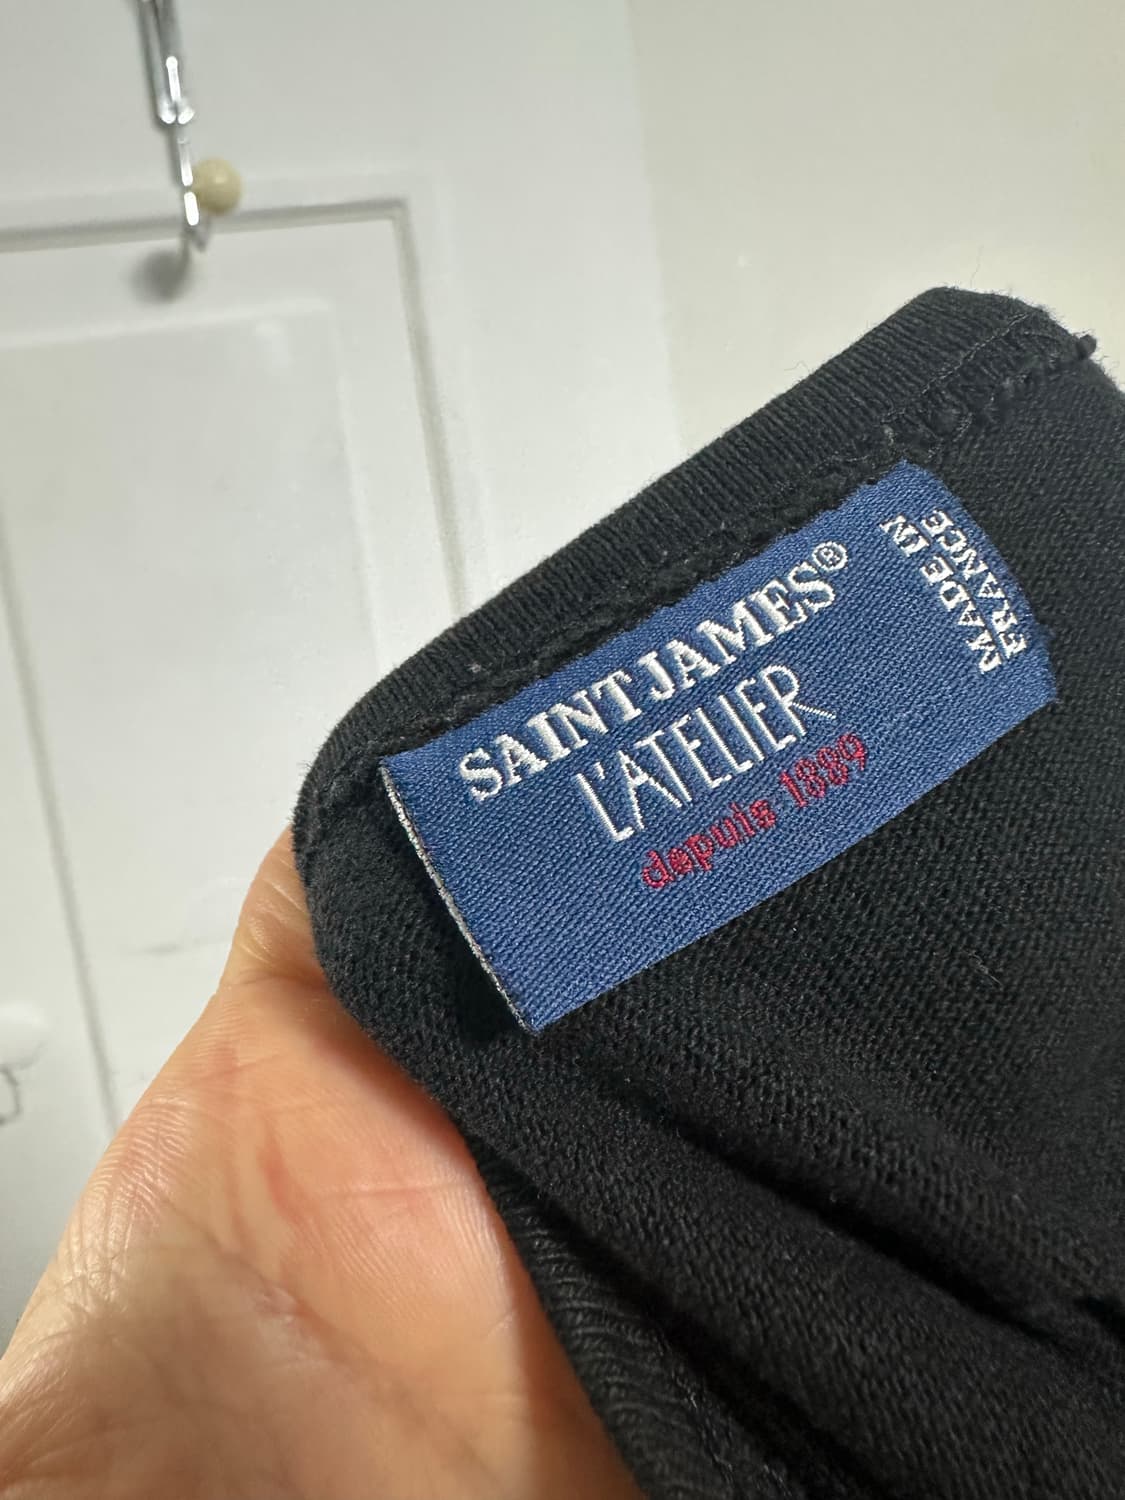 SAINT JAMES®
L'ATELIER
depuis 1889
MADE IN
FRANCE